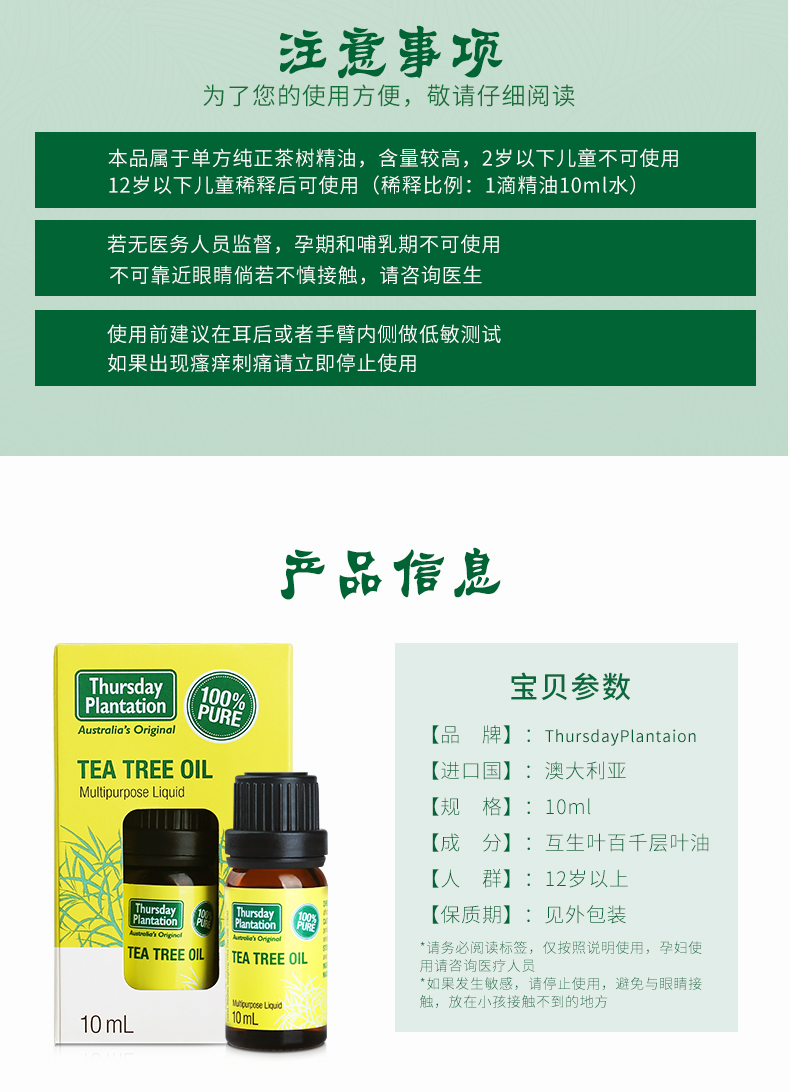 注意事项
为了您的使用方便，敬请仔细阅读
本品属于单方纯正茶树精油，含量较高，2岁以下儿童不可使用
12岁以下儿童稀释后可使用（稀释比例：1滴精油10ml水）
若无医务人员监督，孕期和哺乳期不可使用
不可靠近眼睛倘若不慎接触，请咨询医生
使用前建议在耳后或者手臂内侧做低敏测试
如果出现瘙痒刺痛请立即停止使用
产品信息
Thursday
Plantation
Australia's Original
100%
PURE
TEA TREE OIL
Multipurpose Liquid
Thursday
Plantation
Australia's Original
100%
PURE
TEA TREE OIL
10 mL
Thursday
Plantation
Australia's Original
100%
PURE
TEA TREE OIL
Multipurpose Liquid
10 mL
宝贝参数
【品 牌】：ThursdayPlantaion
【进口国】：澳大利亚
【规 格】：10ml
【成 分】：互生叶百千层叶油
【人 群】：12岁以上
【保质期】：见外包装
*请务必阅读标签，仅按照说明使用，孕妇使
用请咨询医疗人员
*如果发生敏感，请停止使用，避免与眼睛接
触，放在小孩接触不到的地方